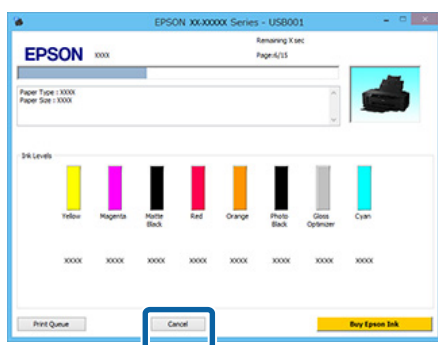 EPSON XX-XXXXX Series - USB001
Remaining X sec
EPSON XXXX
Page:6/15
Paper Type : XXXX
Paper Size : XXXX
Ink Levels
Yellow Magenta Matte Black Red Orange Photo Black Gloss Optimizer Cyan
XXXX XXXX XXXX XXXX XXXX XXXX XXXX XXXX
Print Queue Cancel Buy Epson Ink